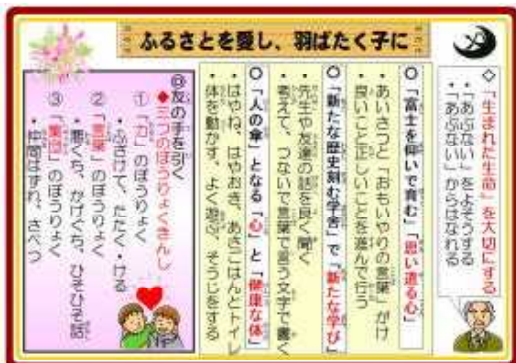 ふるさとを愛し、羽ばたく子に
◇「生まれた生命」を大切にする
・「あぶない」をよそうする
・「あぶない」からはなれる
○「富士を仰いで育む」「思い遣る心」
・あいさつと「おもいやりの言葉」がけ
・良いこと正しいことを進んで行う
○「新たな歴史刻む学舎」で「新たな学び」
・先生や友達の話を良く聞く
・考えて、つないで言葉で言う文字で書く
○「人の傘」となる「心」と「健康な体」
・はやね、はやおき、あさごはんとトイレ
・体を動かす、よく遊ぶ、そうじをする
◎友の手を引く
◆三つのぼうりょくきんし
①「力」のぼうりょく
・ふざけて、たたく・ける
②「言葉」のぼうりょく
・悪くち、かげくち、ひそひそ話
③「集団」のぼうりょく
・仲間はずれ、さべつ